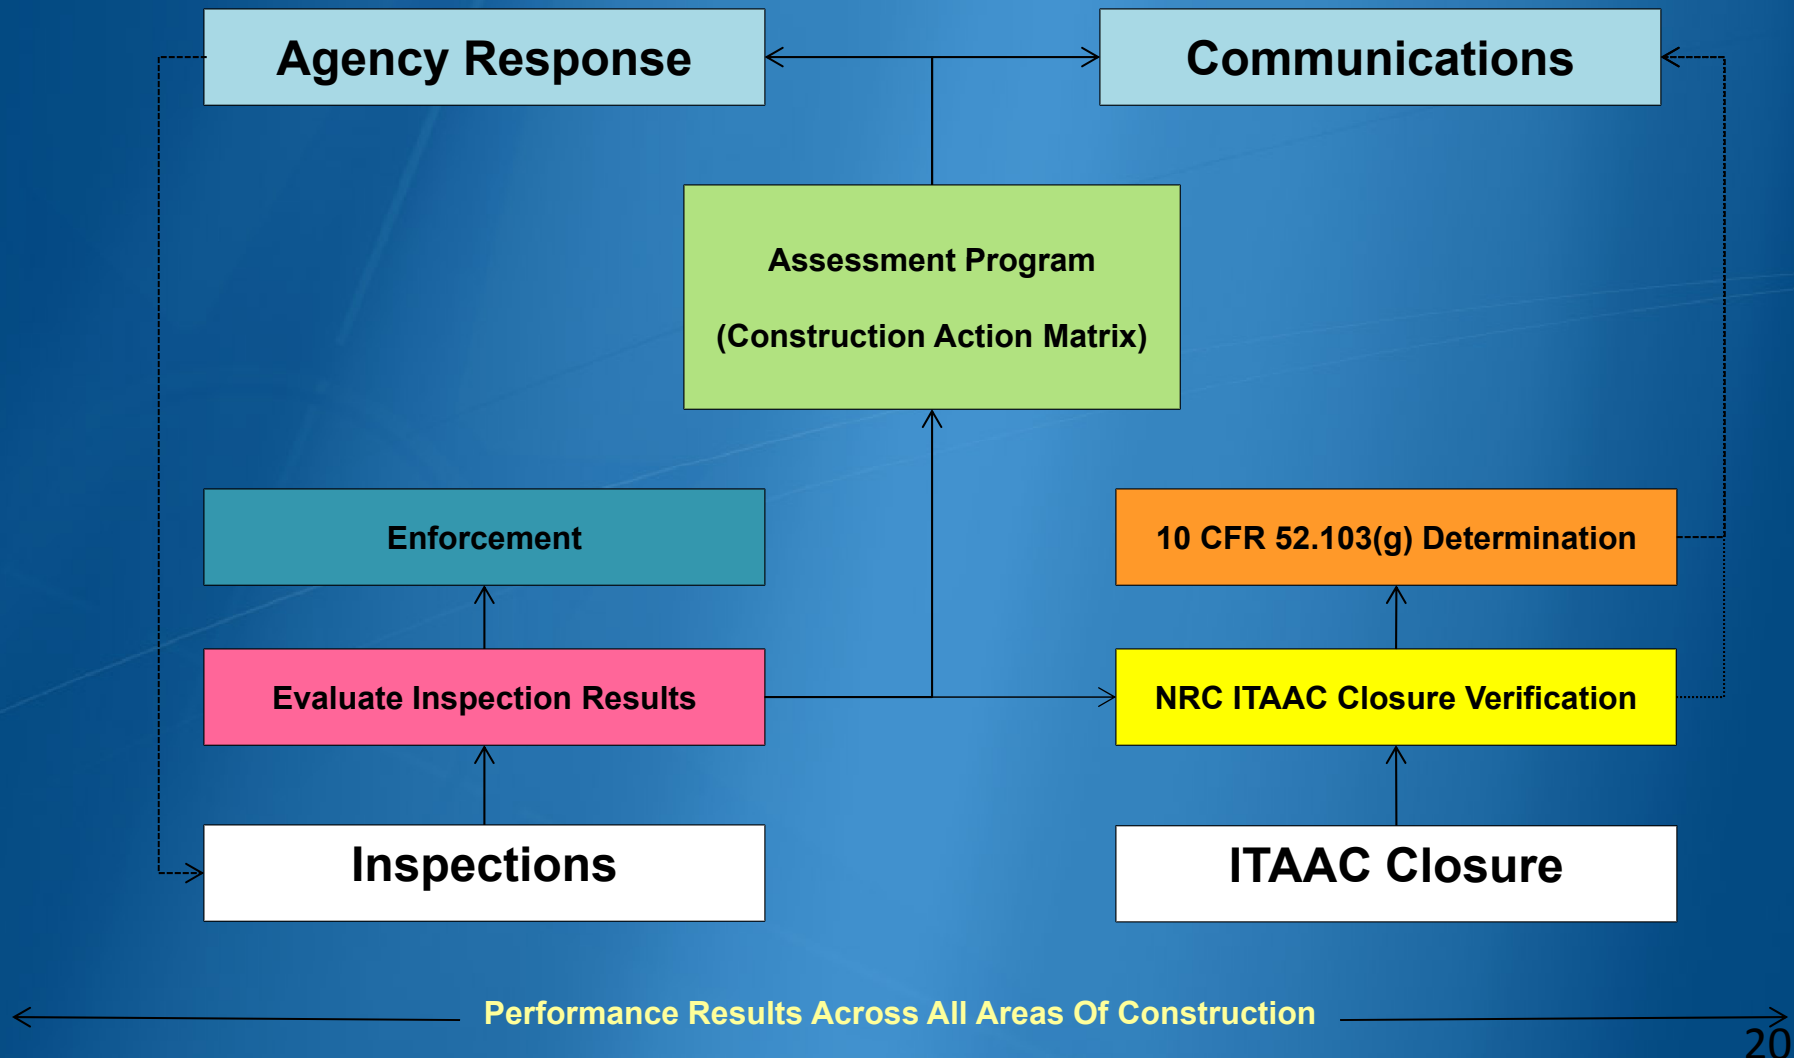 Agency Response
Communications
Assessment Program
(Construction Action Matrix)
Enforcement
10 CFR 52.103(g) Determination
Evaluate Inspection Results
NRC ITAAC Closure Verification
Inspections
ITAAC Closure
Performance Results Across All Areas Of Construction
20